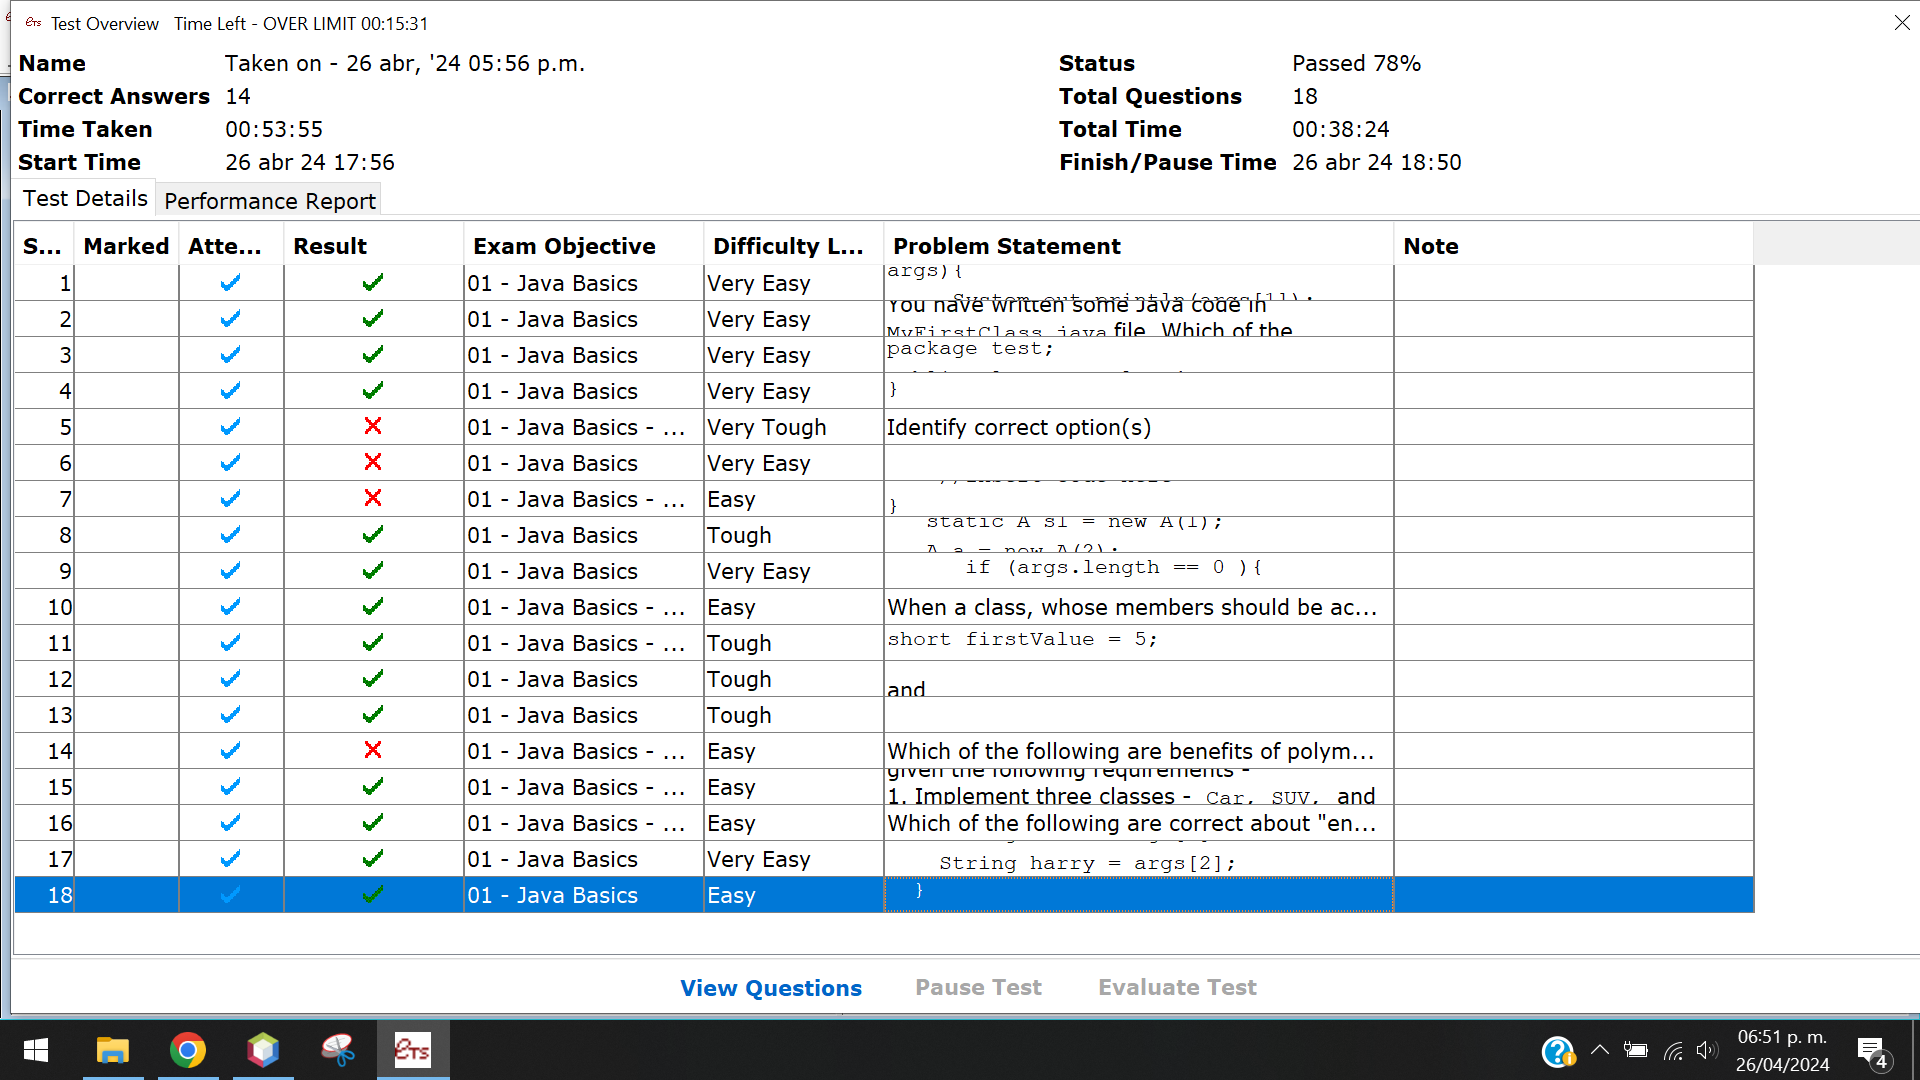 ETS Test Overview Time Left - OVER LIMIT 00:15:31
Name Taken on - 26 abr, '24 05:56 p.m. Status Passed 78%
Correct Answers 14 Total Questions 18
Time Taken 00:53:55 Total Time 00:38:24
Start Time 26 abr 24 17:56 Finish/Pause Time 26 abr 24 18:50
Test Details Performance Report
S... Marked Atte... Result Exam Objective Difficulty L... Problem Statement Note
1 01 - Java Basics Very Easy args){
System.out.println(args[1]);
2 01 - Java Basics Very Easy You have written some Java code in
MyFirstClass.java file. Which of the
3 01 - Java Basics Very Easy package test;
4 01 - Java Basics Very Easy }
5 01 - Java Basics - ... Very Tough Identify correct option(s)
6 01 - Java Basics Very Easy
7 01 - Java Basics - ... Easy //insert code here
}
8 01 - Java Basics Tough static A s1 = new A(1);
A a = new A(2);
9 01 - Java Basics Very Easy if (args.length == 0 ){
10 01 - Java Basics - ... Easy When a class, whose members should be ac...
11 01 - Java Basics - ... Tough short firstValue = 5;
12 01 - Java Basics Tough and
13 01 - Java Basics Tough
14 01 - Java Basics - ... Easy Which of the following are benefits of polym...
15 01 - Java Basics - ... Easy given the following requirements -
1. Implement three classes - Car, SUV, and
16 01 - Java Basics - ... Easy Which of the following are correct about "en...
17 01 - Java Basics Very Easy String harry = args[2];
18 01 - Java Basics Easy }
View Questions Pause Test Evaluate Test
ETS 06:51 p. m.
26/04/2024 4